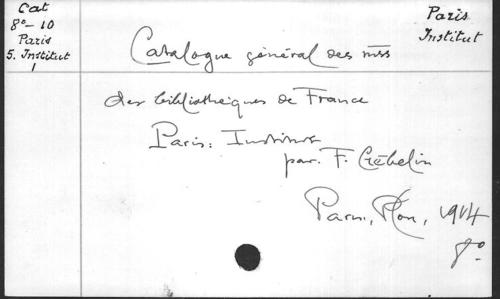 Cat
8° - 10
Paris
5. Institut
1
Paris
Institut
Catalogue général des mss
des bibliothèques de France
Paris: Institut
par. F. Gébelin
Paris, Plon, 1914
8°